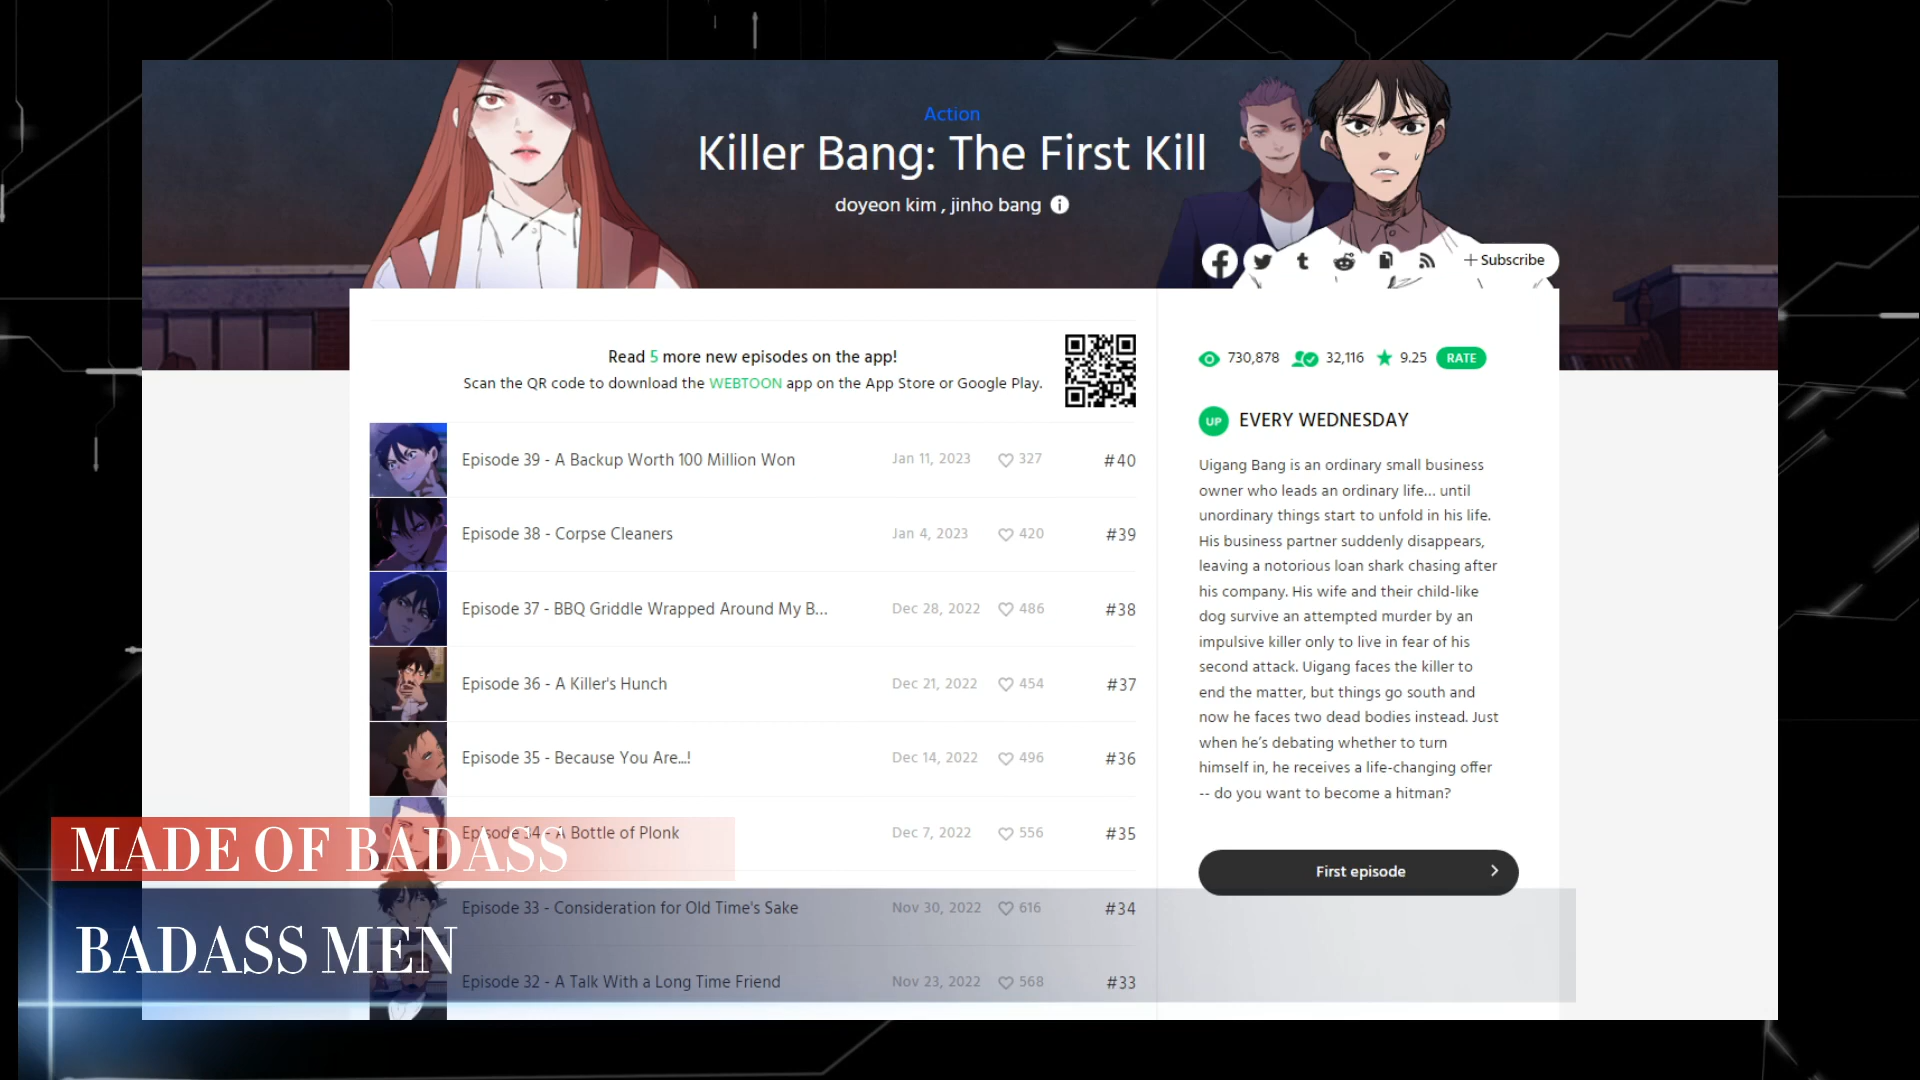 Action
Killer Bang: The First Kill
doyeon kim , jinho bang
+ Subscribe
Read 5 more new episodes on the app!
Scan the QR code to download the WEBTOON app on the App Store or Google Play.
Episode 39 - A Backup Worth 100 Million Won Jan 11, 2023 327 #40
Episode 38 - Corpse Cleaners Jan 4, 2023 420 #39
Episode 37 - BBQ Griddle Wrapped Around My B... Dec 28, 2022 486 #38
Episode 36 - A Killer's Hunch Dec 21, 2022 454 #37
Episode 35 - Because You Are...! Dec 14, 2022 496 #36
Episode 34 - A Bottle of Plonk Dec 7, 2022 556 #35
Episode 33 - Consideration for Old Time's Sake Nov 30, 2022 616 #34
Episode 32 - A Talk With a Long Time Friend Nov 23, 2022 568 #33
730,878 32,116 9.25 RATE
UP EVERY WEDNESDAY
Uigang Bang is an ordinary small business
owner who leads an ordinary life... until
unordinary things start to unfold in his life.
His business partner suddenly disappears,
leaving a notorious loan shark chasing after
his company. His wife and their child-like
dog survive an attempted murder by an
impulsive killer only to live in fear of his
second attack. Uigang faces the killer to
end the matter, but things go south and
now he faces two dead bodies instead. Just
when he's debating whether to turn
himself in, he receives a life-changing offer
-- do you want to become a hitman?
First episode
MADE OF BADASS
BADASS MEN